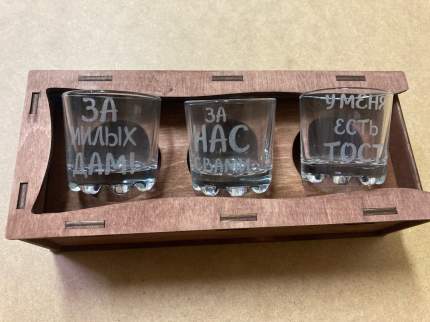 ЗА
МИЛЫХ
ДАМ
ЗА
НАС
С ВАМИ
У МЕНЯ
ЕСТЬ
ТОСТ